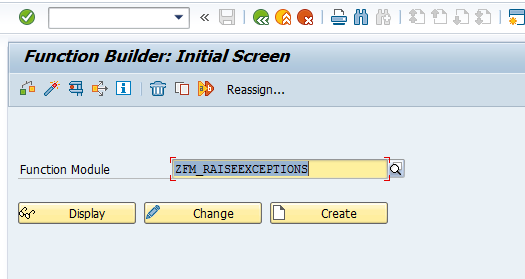 Function Builder: Initial Screen
Reassign...
Function Module
ZFM_RAISEEXCEPTIONS
Display
Change
Create